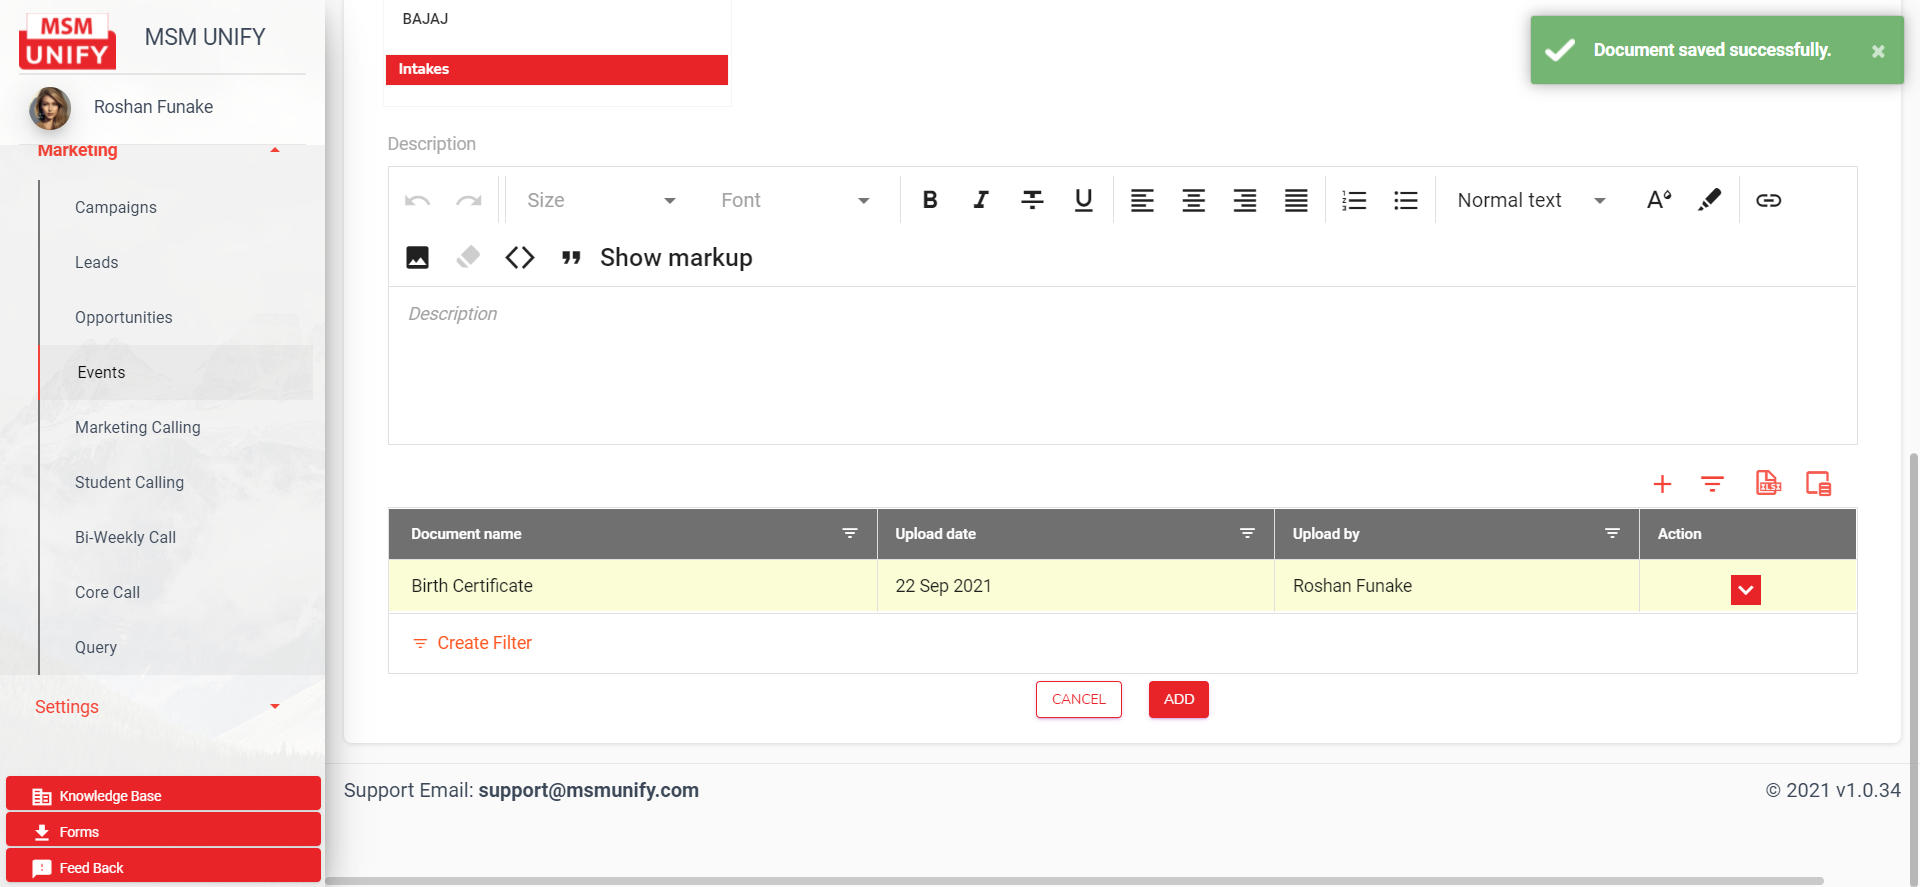 MSM
UNIFY
MSM UNIFY
Roshan Funake
Marketing
Campaigns
Leads
Opportunities
Events
Marketing Calling
Student Calling
Bi-Weekly Call
Core Call
Query
Settings
Knowledge Base
Forms
Feed Back
BAJAJ
Intakes
Document saved successfully.
Description
Size Font Normal text
Show markup
Description
Document name Upload date Upload by Action
Birth Certificate 22 Sep 2021 Roshan Funake
Create Filter
CANCEL ADD
Support Email: support@msmunify.com © 2021 v1.0.34